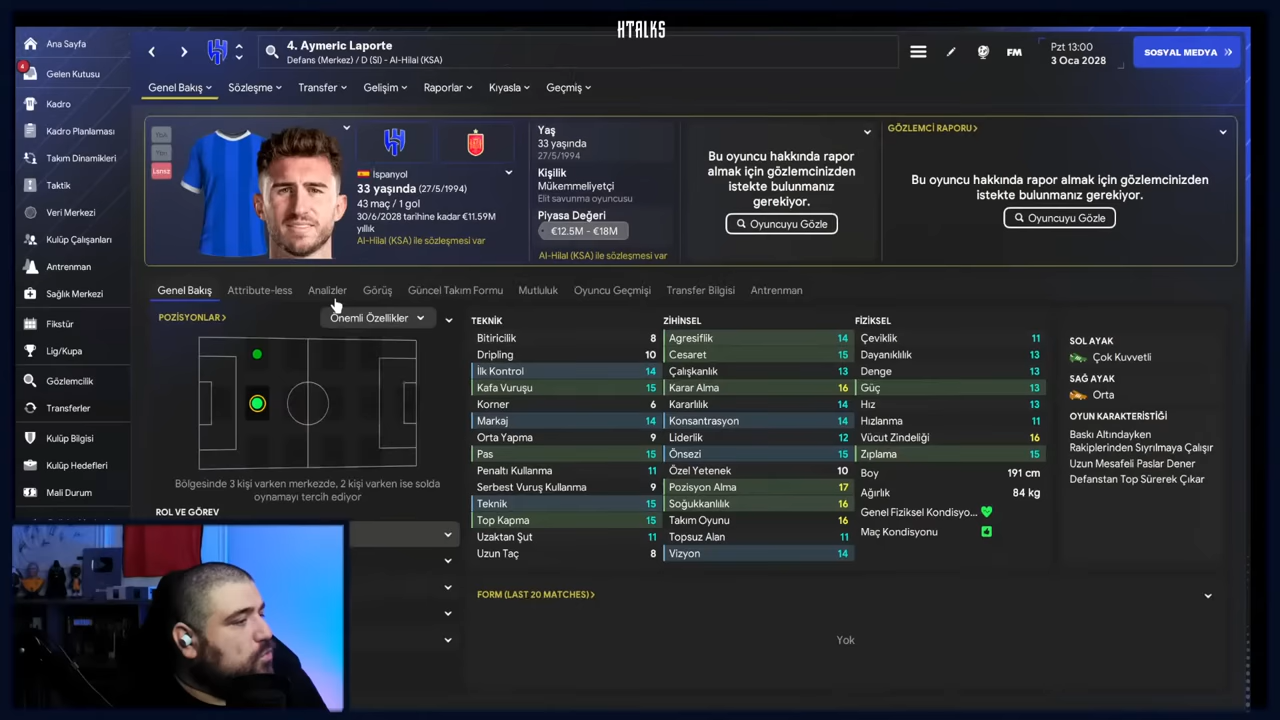 HTALKS
Ana Sayfa
4
Gelen Kutusu
Kadro
Kadro Planlaması
Takım Dinamikleri
Taktik
Veri Merkezi
Kulüp Çalışanları
Antrenman
Sağlık Merkezi
Fikstür
Lig/Kupa
Gözlemcilik
Transferler
Kulüp Bilgisi
Kulüp Hedefleri
Mali Durum
4. Aymeric Laporte
Defans (Merkez) / D (Sl) - Al-Hilal (KSA)
FM
Pzt 13:00
3 Oca 2028
SOSYAL MEDYA
Genel Bakış
Sözleşme
Transfer
Gelişim
Raporlar
Kıyasla
Geçmiş
İspanyol
33 yaşında (27/5/1994)
43 maç / 1 gol
30/6/2028 tarihine kadar €11.59M
yıllık
Al-Hilal (KSA) ile sözleşmesi var
Yaş
33 yaşında
27/5/1994
Kişilik
Mükemmeliyetçi
Elit savunma oyuncusu
Piyasa Değeri
€12.5M - €18M
Al-Hilal (KSA) ile sözleşmesi var
Bu oyuncu hakkında rapor
almak için gözlemcinizden
istekte bulunmanız
gerekiyor.
Oyuncuyu Gözle
GÖZLEMCİ RAPORU
Bu oyuncu hakkında rapor almak için gözlemcinizden
istekte bulunmanız gerekiyor.
Oyuncuyu Gözle
Genel Bakış
Attribute-less
Analizler
Görüş
Güncel Takım Formu
Mutluluk
Oyuncu Geçmişi
Transfer Bilgisi
Antrenman
POZİSYONLAR
Önemli Özellikler
Bölgesinde 3 kişi varken merkezde, 2 kişi varken ise solda
oynamayı tercih ediyor
ROL VE GÖREV
TEKNİK
Bitiricilik 8
Dripling 10
İlk Kontrol 14
Kafa Vuruşu 15
Korner 6
Markaj 14
Orta Yapma 9
Pas 15
Penaltı Kullanma 11
Serbest Vuruş Kullanma 9
Teknik 15
Top Kapma 15
Uzaktan Şut 11
Uzun Taç 8
ZİHİNSEL
Agresiflik 14
Cesaret 15
Çalışkanlık 13
Karar Alma 16
Kararlılık 14
Konsantrasyon 14
Liderlik 12
Önsezi 15
Özel Yetenek 10
Pozisyon Alma 17
Soğukkanlılık 16
Takım Oyunu 16
Topsuz Alan 11
Vizyon 14
FİZİKSEL
Çeviklik 11
Dayanıklılık 13
Denge 13
Güç 13
Hız 13
Hızlanma 11
Vücut Zindeliği 16
Zıplama 15
Boy 191 cm
Ağırlık 84 kg
Genel Fiziksel Kondisyo...
Maç Kondisyonu
SOL AYAK
Çok Kuvvetli
SAĞ AYAK
Orta
OYUN KARAKTERİSTİĞİ
Baskı Altındayken
Rakiplerinden Sıyrılmaya Çalışır
Uzun Mesafeli Paslar Dener
Defanstan Top Sürerek Çıkar
FORM (LAST 20 MATCHES)
Yok